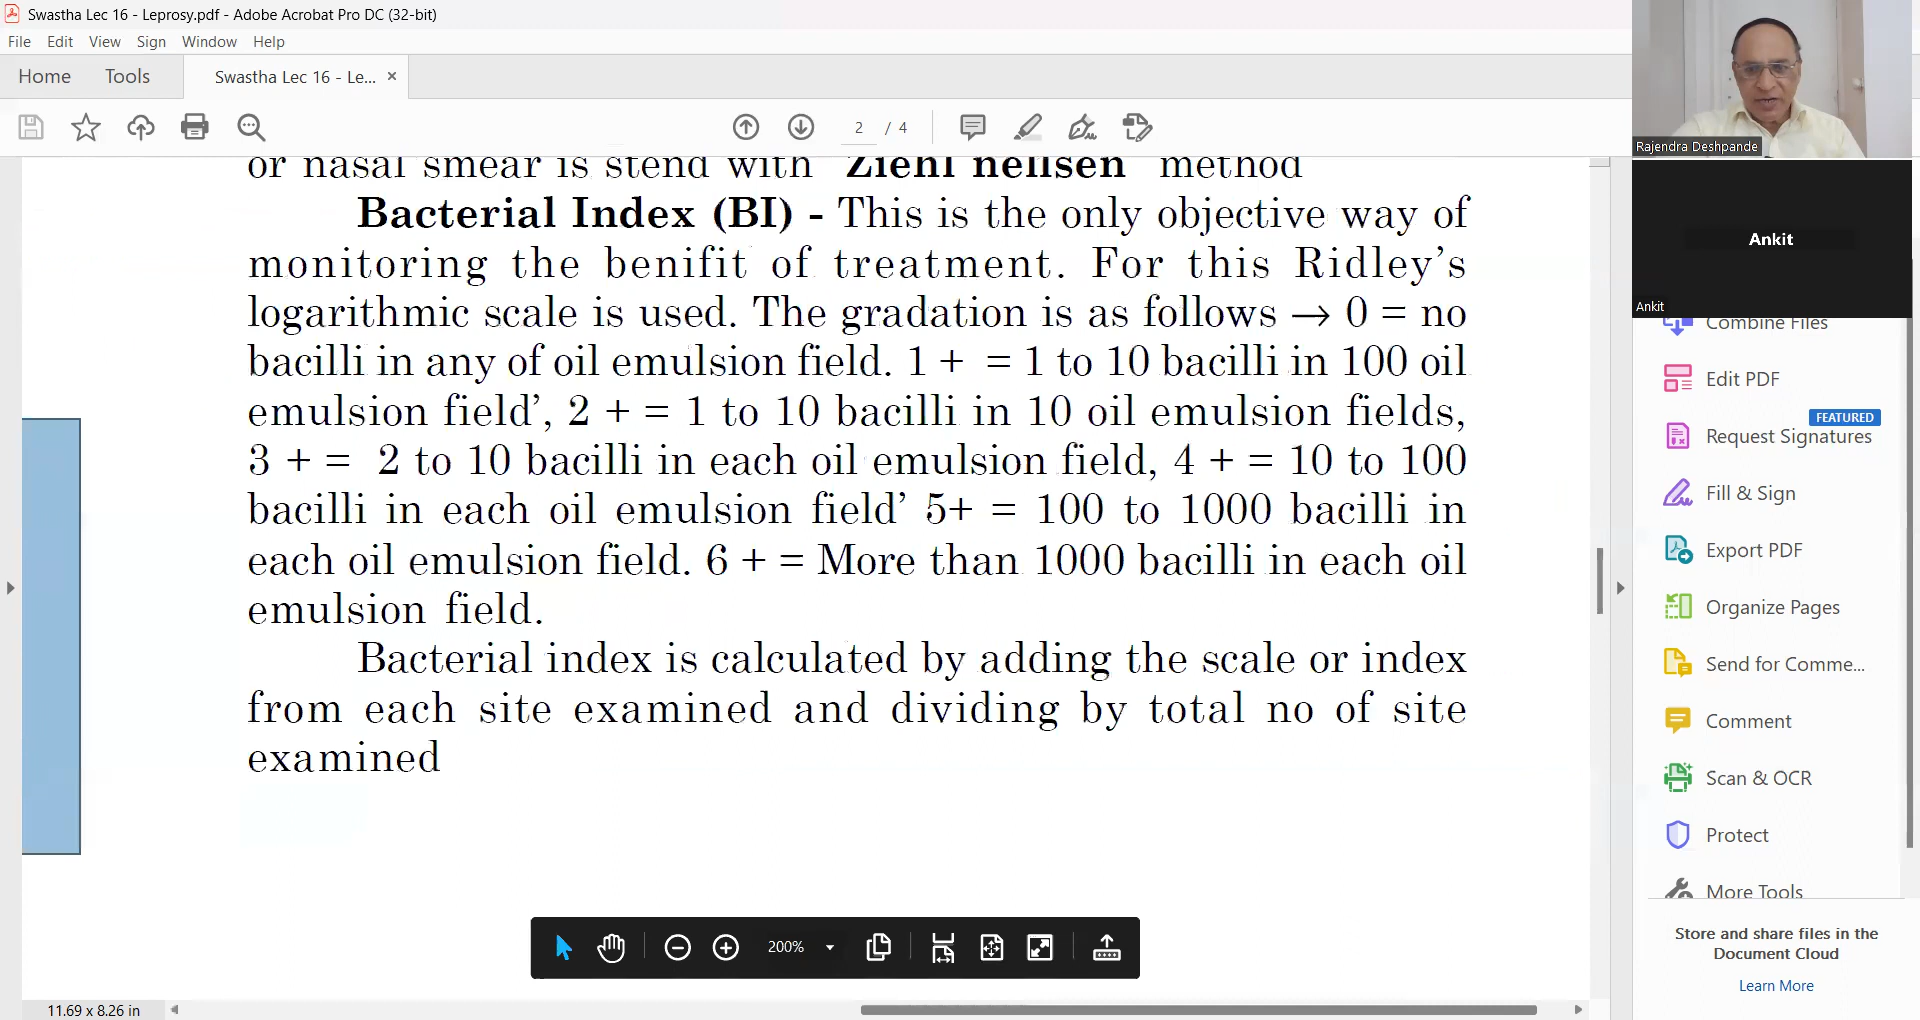 Swastha Lec 16 - Leprosy.pdf - Adobe Acrobat Pro DC (32-bit)
File Edit View Sign Window Help
Home Tools Swastha Lec 16 - Le... ×
2 / 4
or nasal smear is stend with "Ziehl nellsen" method
Bacterial Index (BI) - This is the only objective way of
monitoring the benifit of treatment. For this Ridley's
logarithmic scale is used. The gradation is as follows → 0 = no
bacilli in any of oil emulsion field. 1 + = 1 to 10 bacilli in 100 oil
emulsion field’, 2 + = 1 to 10 bacilli in 10 oil emulsion fields,
3 + = 2 to 10 bacilli in each oil emulsion field, 4 + = 10 to 100
bacilli in each oil emulsion field’ 5+ = 100 to 1000 bacilli in
each oil emulsion field. 6 + = More than 1000 bacilli in each oil
emulsion field.
Bacterial index is calculated by adding the scale or index
from each site examined and dividing by total no of site
examined
200%
11.69 x 8.26 in
Rajendra Deshpande
Ankit
Ankit
Combine Files
Edit PDF
FEATURED
Request Signatures
Fill & Sign
Export PDF
Organize Pages
Send for Comme...
Comment
Scan & OCR
Protect
More Tools
Store and share files in the
Document Cloud
Learn More